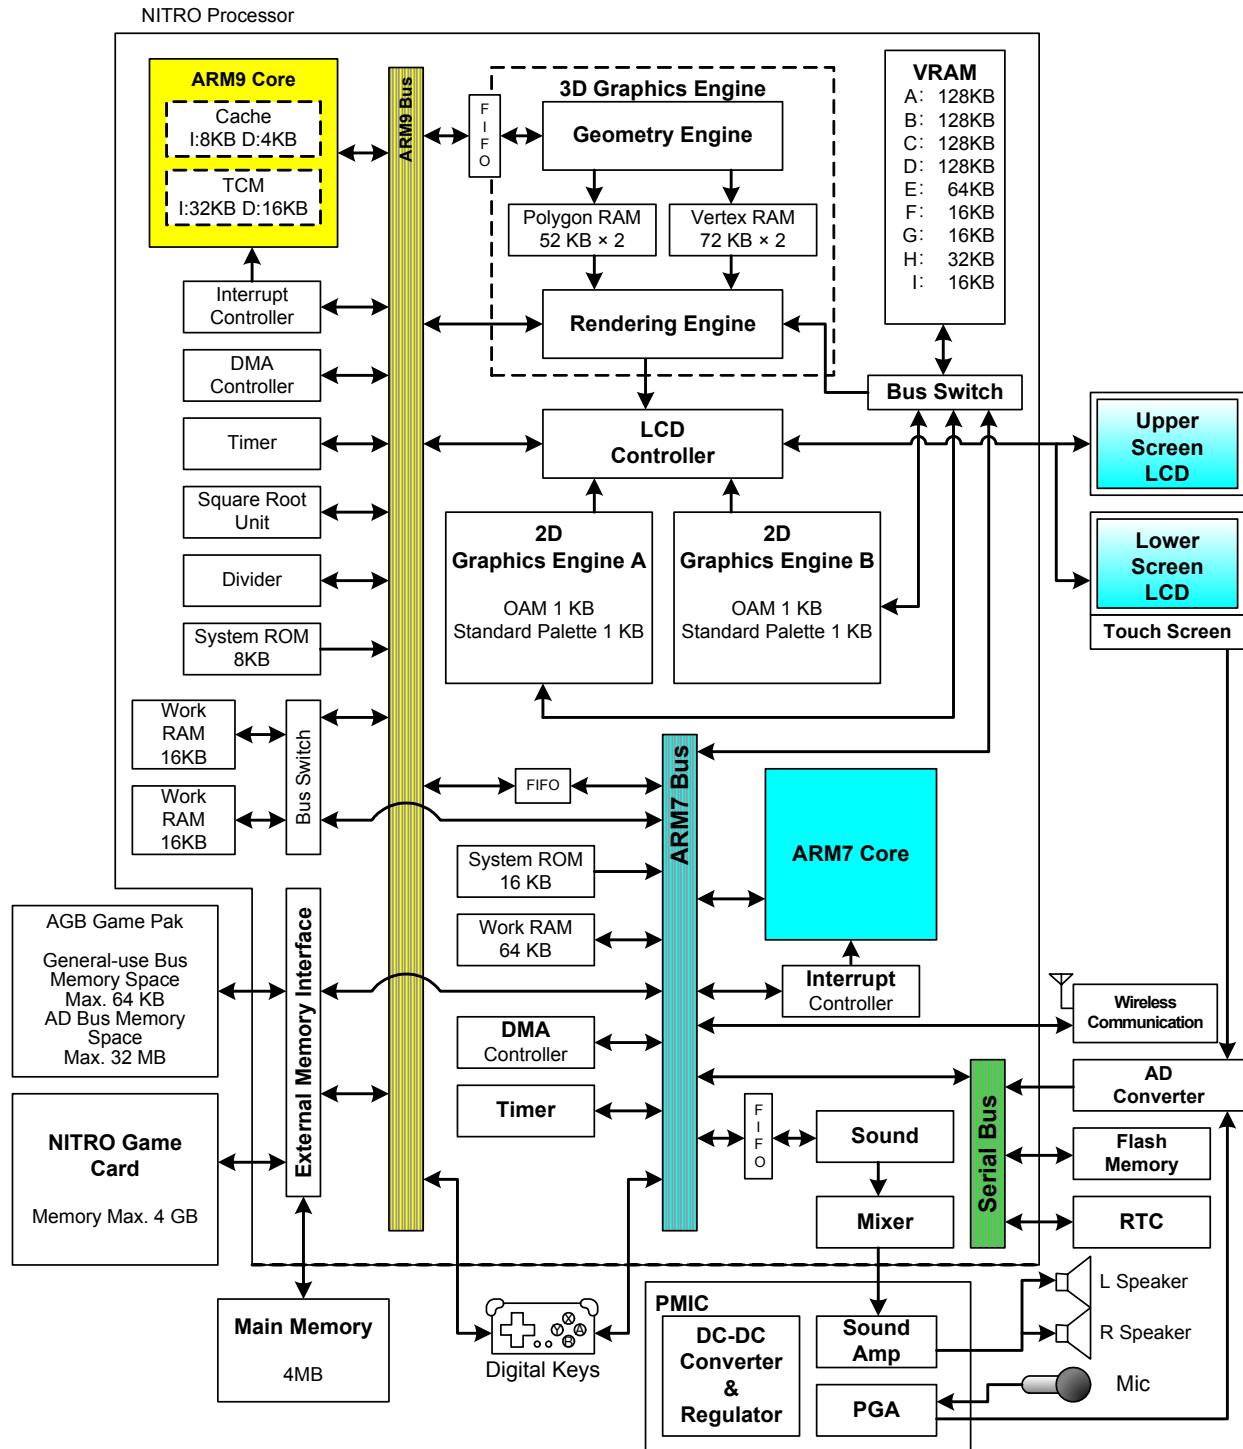 NITRO Processor
ARM9 Core
Cache
I:8KB D:4KB
TCM
I:32KB D:16KB
ARM9 Bus
FIFO
3D Graphics Engine
Geometry Engine
Polygon RAM
52 KB × 2
Vertex RAM
72 KB × 2
Rendering Engine
VRAM
A: 128KB
B: 128KB
C: 128KB
D: 128KB
E: 64KB
F: 16KB
G: 16KB
H: 32KB
I: 16KB
Bus Switch
Interrupt
Controller
DMA
Controller
Timer
Square Root
Unit
Divider
System ROM
8KB
LCD
Controller
2D
Graphics Engine A
OAM 1 KB
Standard Palette 1 KB
2D
Graphics Engine B
OAM 1 KB
Standard Palette 1 KB
Upper
Screen
LCD
Lower
Screen
LCD
Touch Screen
Work
RAM
16KB
Work
RAM
16KB
Bus Switch
FIFO
ARM7 Bus
ARM7 Core
System ROM
16 KB
Work RAM
64 KB
Interrupt
Controller
DMA
Controller
Timer
AGB Game Pak
General-use Bus
Memory Space
Max. 64 KB
AD Bus Memory
Space
Max. 32 MB
External Memory Interface
NITRO Game
Card
Memory Max. 4 GB
Main Memory
4MB
Wireless
Communication
AD
Converter
Serial Bus
Flash
Memory
RTC
FIFO
Sound
Mixer
X
Y
A
B
Digital Keys
PMIC
DC-DC
Converter
&
Regulator
Sound
Amp
PGA
L Speaker
R Speaker
Mic